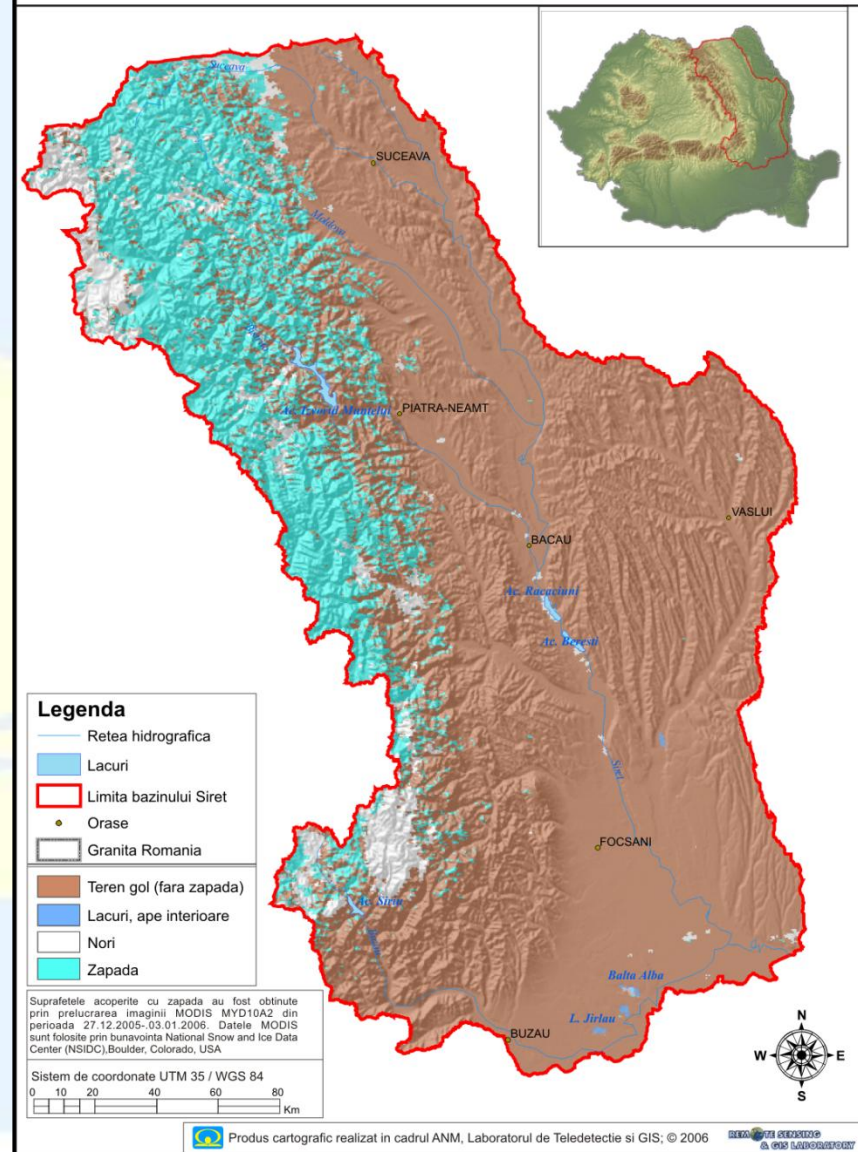 Suceava
SUCEAVA
Moldova
Bistrita
Ac. Izvorul Muntelui
PIATRA-NEAMT
VASLUI
BACAU
Ac. Racaciuni
Ac. Beresti
Siret
FOCSANI
Ac. Siriu
Buzau
Balta Alba
L. Jirlau
BUZAU
Legenda
Retea hidrografica
Lacuri
Limita bazinului Siret
Orase
Granita Romania
Teren gol (fara zapada)
Lacuri, ape interioare
Nori
Zapada
Suprafetele acoperite cu zapada au fost obtinute
prin prelucrarea imaginii MODIS MYD10A2 din
perioada 27.12.2005-.03.01.2006. Datele MODIS
sunt folosite prin bunavointa National Snow and Ice Data
Center (NSIDC),Boulder, Colorado, USA
Sistem de coordonate UTM 35 / WGS 84
0 10 20 40 60 80
Km
N
W E
S
Produs cartografic realizat in cadrul ANM, Laboratorul de Teledetectie si GIS; © 2006
REMOTE SENSING
& GIS LABORATORY